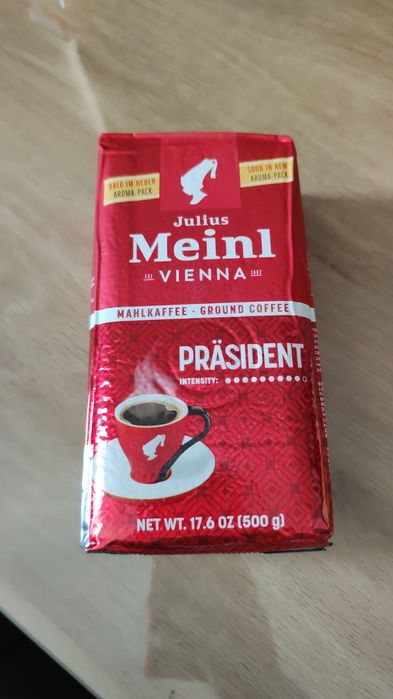 BALD IM NEUEN
AROMA-PACK
SOON IN NEW
AROMA-PACK
Julius
Meinl
EST VIENNA 1862
MAHLKAFFEE · GROUND COFFEE
PRÄSIDENT
INTENSITY:
NET WT. 17.6 OZ (500 g)